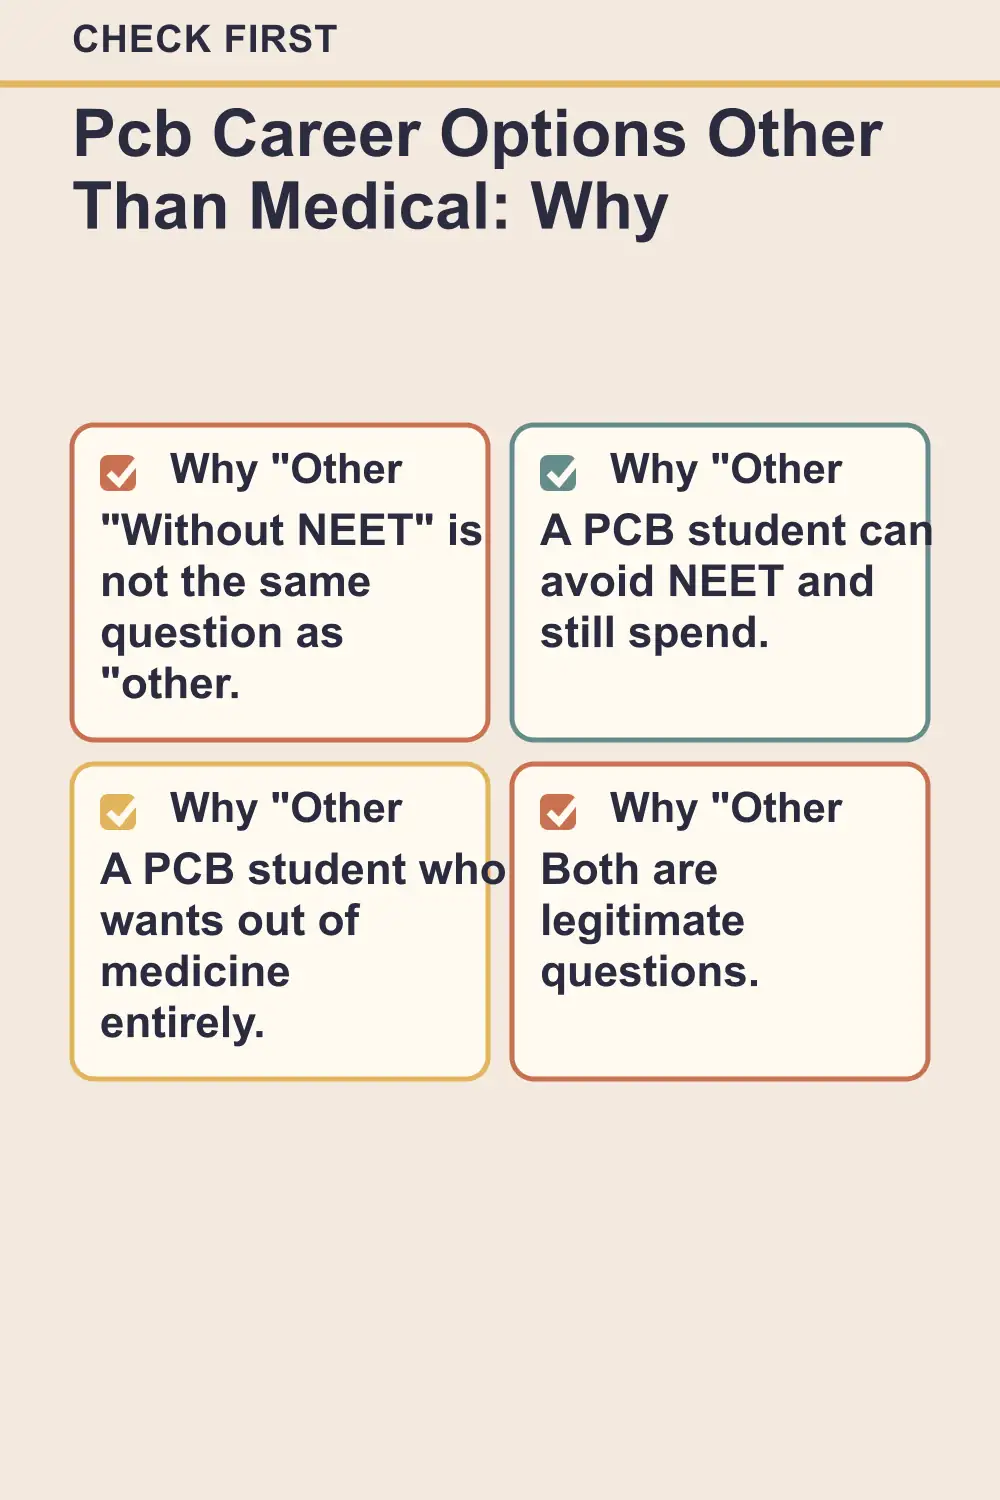 CHECK FIRST
Pcb Career Options Other
Than Medical: Why
Why "Other
"Without NEET" is
not the same
question as
"other.
Why "Other
A PCB student can
avoid NEET and
still spend.
Why "Other
A PCB student who
wants out of
medicine
entirely.
Why "Other
Both are
legitimate
questions.